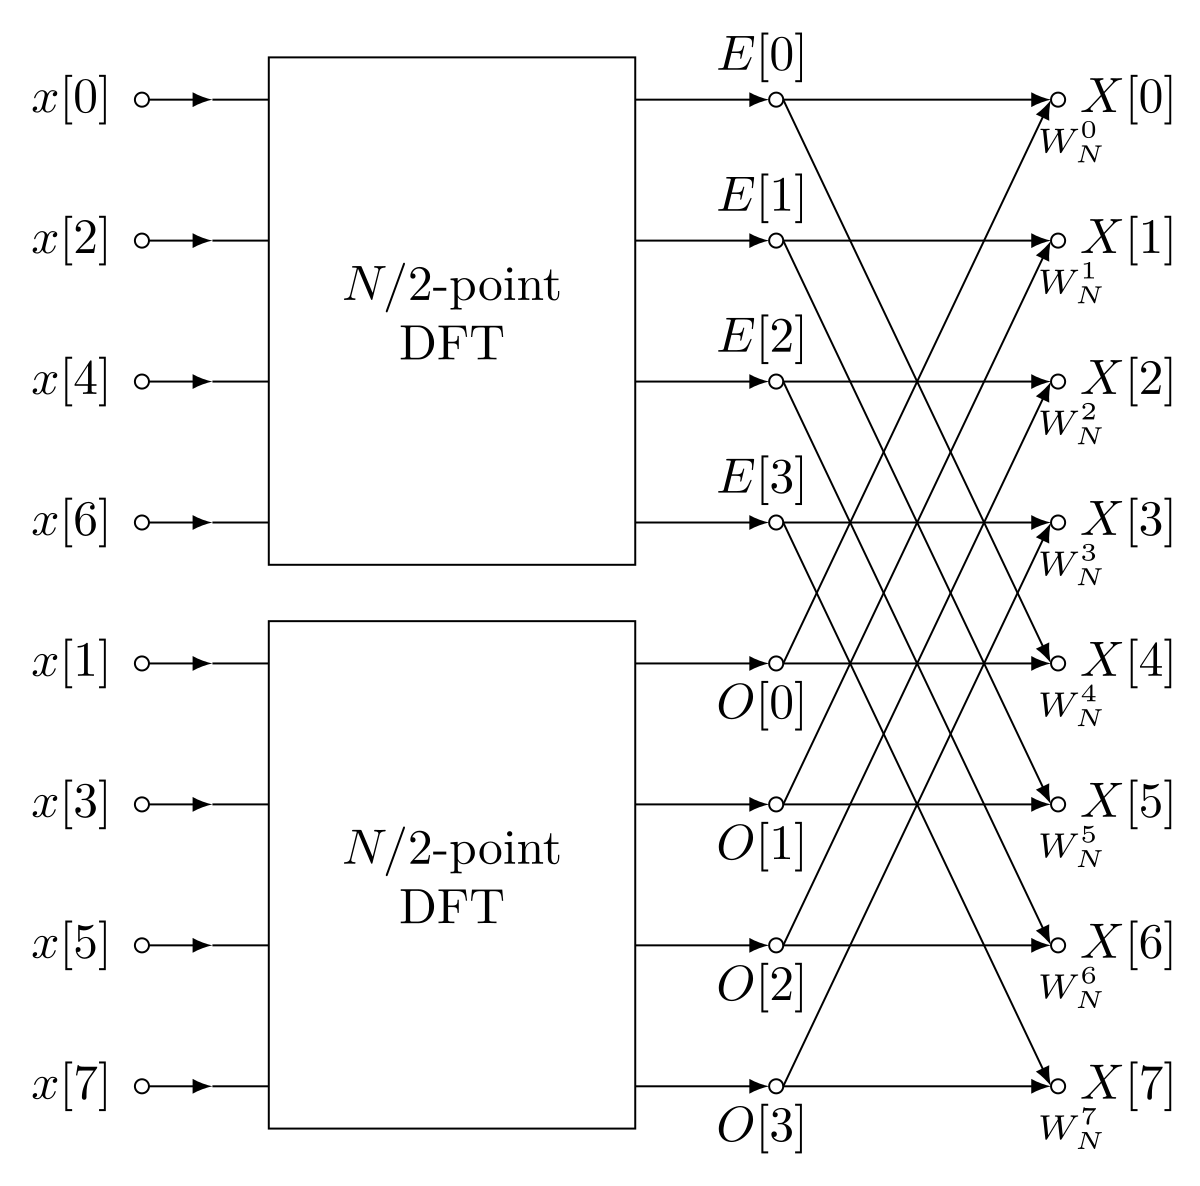 E[0]
x[0] X[0]
W_N^0
E[1]
x[2] X[1]
W_N^1
N/2-point
DFT
E[2]
x[4] X[2]
W_N^2
E[3]
x[6] X[3]
W_N^3
x[1] X[4]
O[0] W_N^4
x[3] X[5]
O[1] W_N^5
N/2-point
DFT
x[5] X[6]
O[2] W_N^6
x[7] X[7]
O[3] W_N^7